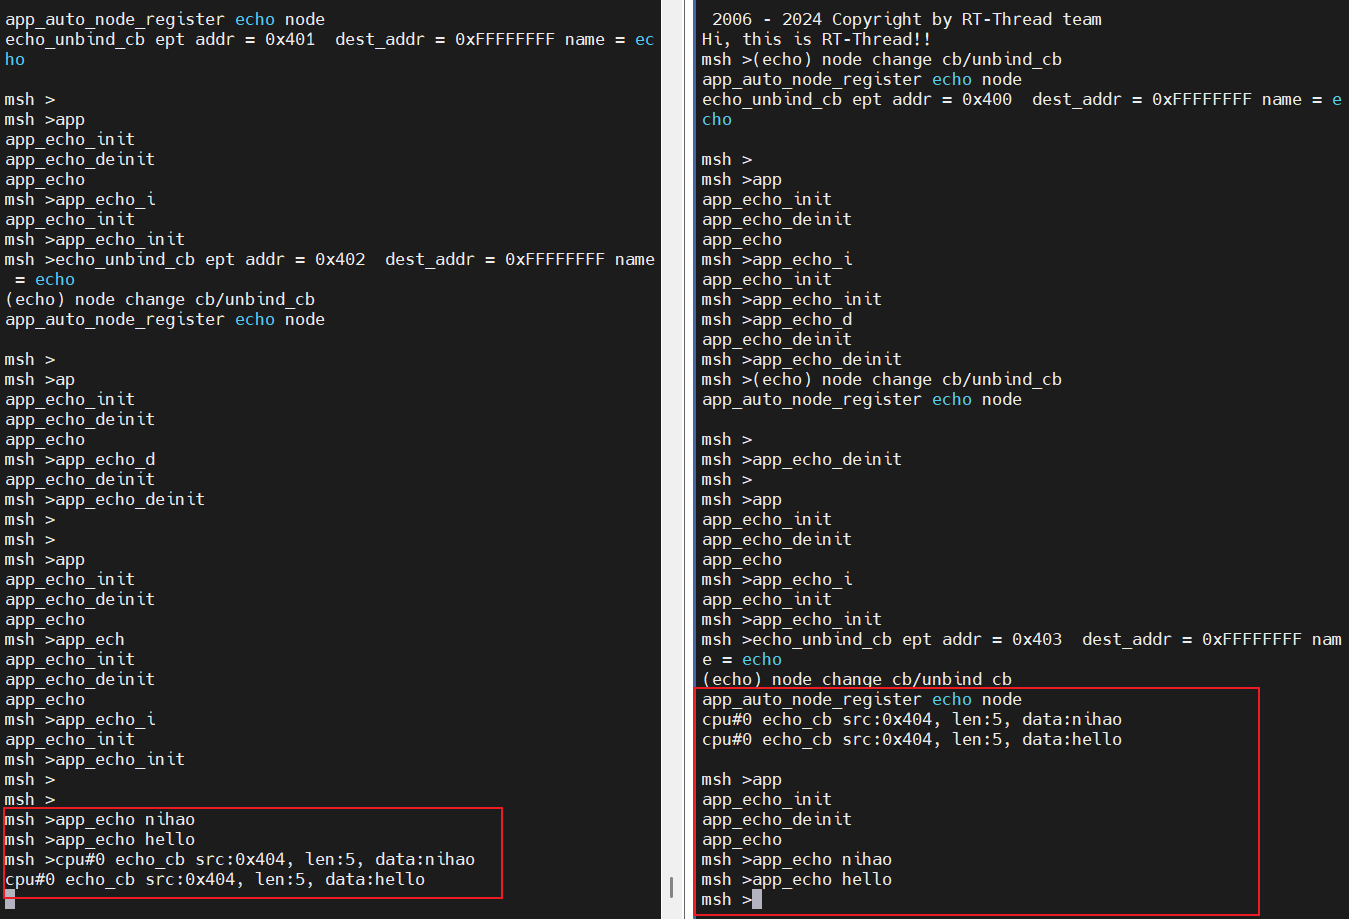 app_auto_node_register echo node
echo_unbind_cb ept addr = 0x401  dest_addr = 0xFFFFFFFF name = ec
ho

msh >
msh >app
app_echo_init
app_echo_deinit
app_echo
msh >app_echo_i
app_echo_init
msh >app_echo_init
msh >echo_unbind_cb ept addr = 0x402  dest_addr = 0xFFFFFFFF name
 = echo
(echo) node change cb/unbind_cb
app_auto_node_register echo node

msh >
msh >ap
app_echo_init
app_echo_deinit
app_echo
msh >app_echo_d
app_echo_deinit
msh >app_echo_deinit
msh >
msh >
msh >app
app_echo_init
app_echo_deinit
app_echo
msh >app_ech
app_echo_init
app_echo_deinit
app_echo
msh >app_echo_i
app_echo_init
msh >app_echo_init
msh >
msh >
msh >app_echo nihao
msh >app_echo hello
msh >cpu#0 echo_cb src:0x404, len:5, data:nihao
cpu#0 echo_cb src:0x404, len:5, data:hello

 2006 - 2024 Copyright by RT-Thread team
Hi, this is RT-Thread!!
msh >(echo) node change cb/unbind_cb
app_auto_node_register echo node
echo_unbind_cb ept addr = 0x400  dest_addr = 0xFFFFFFFF name = e
cho

msh >
msh >app
app_echo_init
app_echo_deinit
app_echo
msh >app_echo_i
app_echo_init
msh >app_echo_init
msh >app_echo_d
app_echo_deinit
msh >app_echo_deinit
msh >(echo) node change cb/unbind_cb
app_auto_node_register echo node

msh >
msh >app_echo_deinit
msh >
msh >app
app_echo_init
app_echo_deinit
app_echo
msh >app_echo_i
app_echo_init
msh >app_echo_init
msh >echo_unbind_cb ept addr = 0x403  dest_addr = 0xFFFFFFFF nam
e = echo
(echo) node change cb/unbind_cb
app_auto_node_register echo node
cpu#0 echo_cb src:0x404, len:5, data:nihao
cpu#0 echo_cb src:0x404, len:5, data:hello

msh >app
app_echo_init
app_echo_deinit
app_echo
msh >app_echo nihao
msh >app_echo hello
msh >